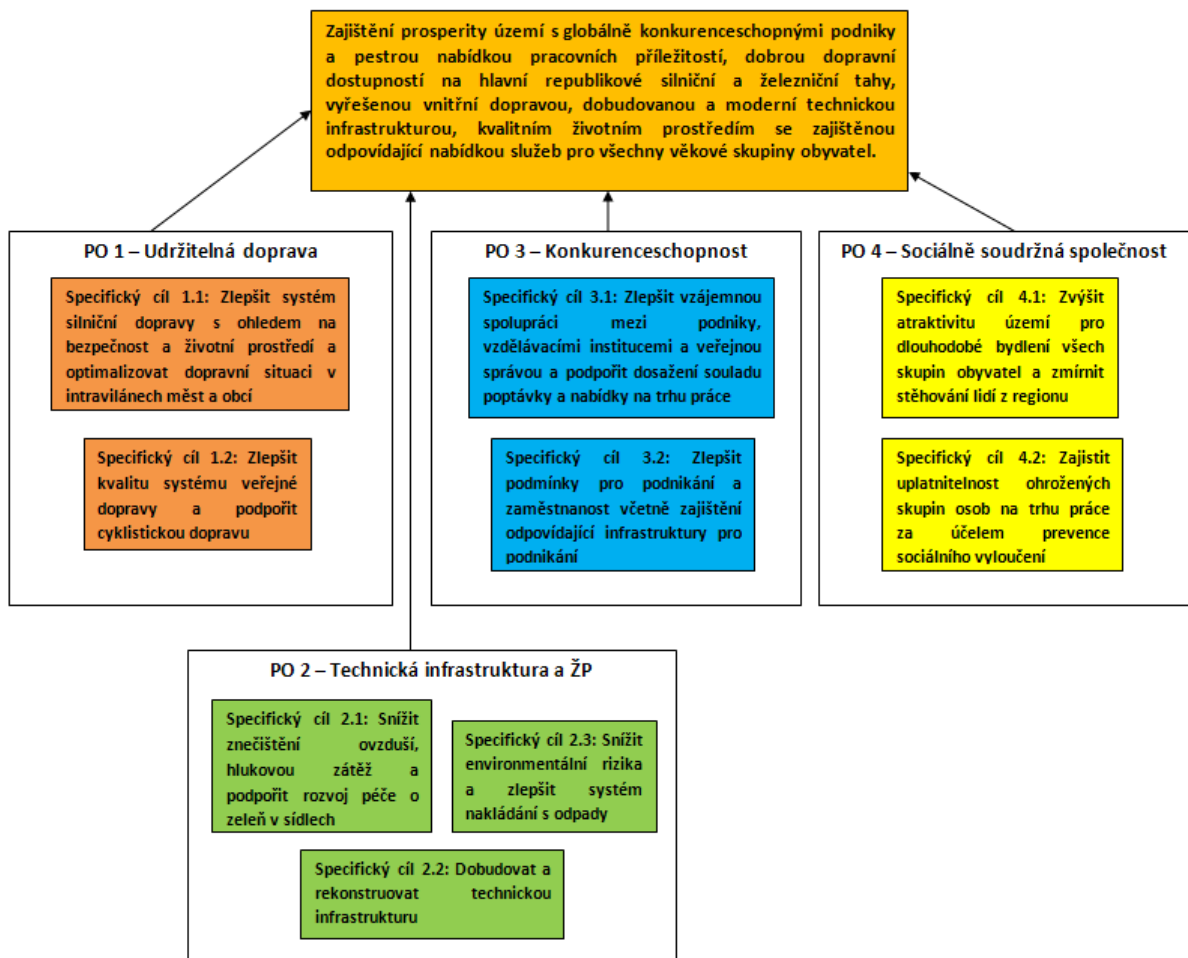 Zajištění prosperity území s globálně konkurenceschopnými podniky
a pestrou nabídkou pracovních příležitostí, dobrou dopravní
dostupností na hlavní republikové silniční a železniční tahy,
vyřešenou vnitřní dopravou, dobudovanou a moderní technickou
infrastrukturou, kvalitním životním prostředím se zajištěnou
odpovídající nabídkou služeb pro všechny věkové skupiny obyvatel.
PO 1 – Udržitelná doprava
Specifický cíl 1.1: Zlepšit systém
silniční dopravy s ohledem na
bezpečnost a životní prostředí a
optimalizovat dopravní situaci v
intravilánech měst a obcí
Specifický cíl 1.2: Zlepšit
kvalitu systému veřejné
dopravy a podpořit
cyklistickou dopravu
PO 3 – Konkurenceschopnost
Specifický cíl 3.1: Zlepšit vzájemnou
spolupráci mezi podniky,
vzdělávacími institucemi a veřejnou
správou a podpořit dosažení souladu
poptávky a nabídky na trhu práce
Specifický cíl 3.2: Zlepšit
podmínky pro podnikání a
zaměstnanost včetně zajištění
odpovídající infrastruktury pro
podnikání
PO 4 – Sociálně soudržná společnost
Specifický cíl 4.1: Zvýšit
atraktivitu území pro
dlouhodobé bydlení všech
skupin obyvatel a zmírnit
stěhování lidí z regionu
Specifický cíl 4.2: Zajistit
uplatnitelnost ohrožených
skupin osob na trhu práce
za účelem prevence
sociálního vyloučení
PO 2 – Technická infrastruktura a ŽP
Specifický cíl 2.1: Snížit
znečištění ovzduší,
hlukovou zátěž a
podpořit rozvoj péče o
zeleň v sídlech
Specifický cíl 2.3: Snížit
environmentální rizika
a zlepšit systém
nakládání s odpady
Specifický cíl 2.2: Dobudovat a
rekonstruovat technickou
infrastrukturu